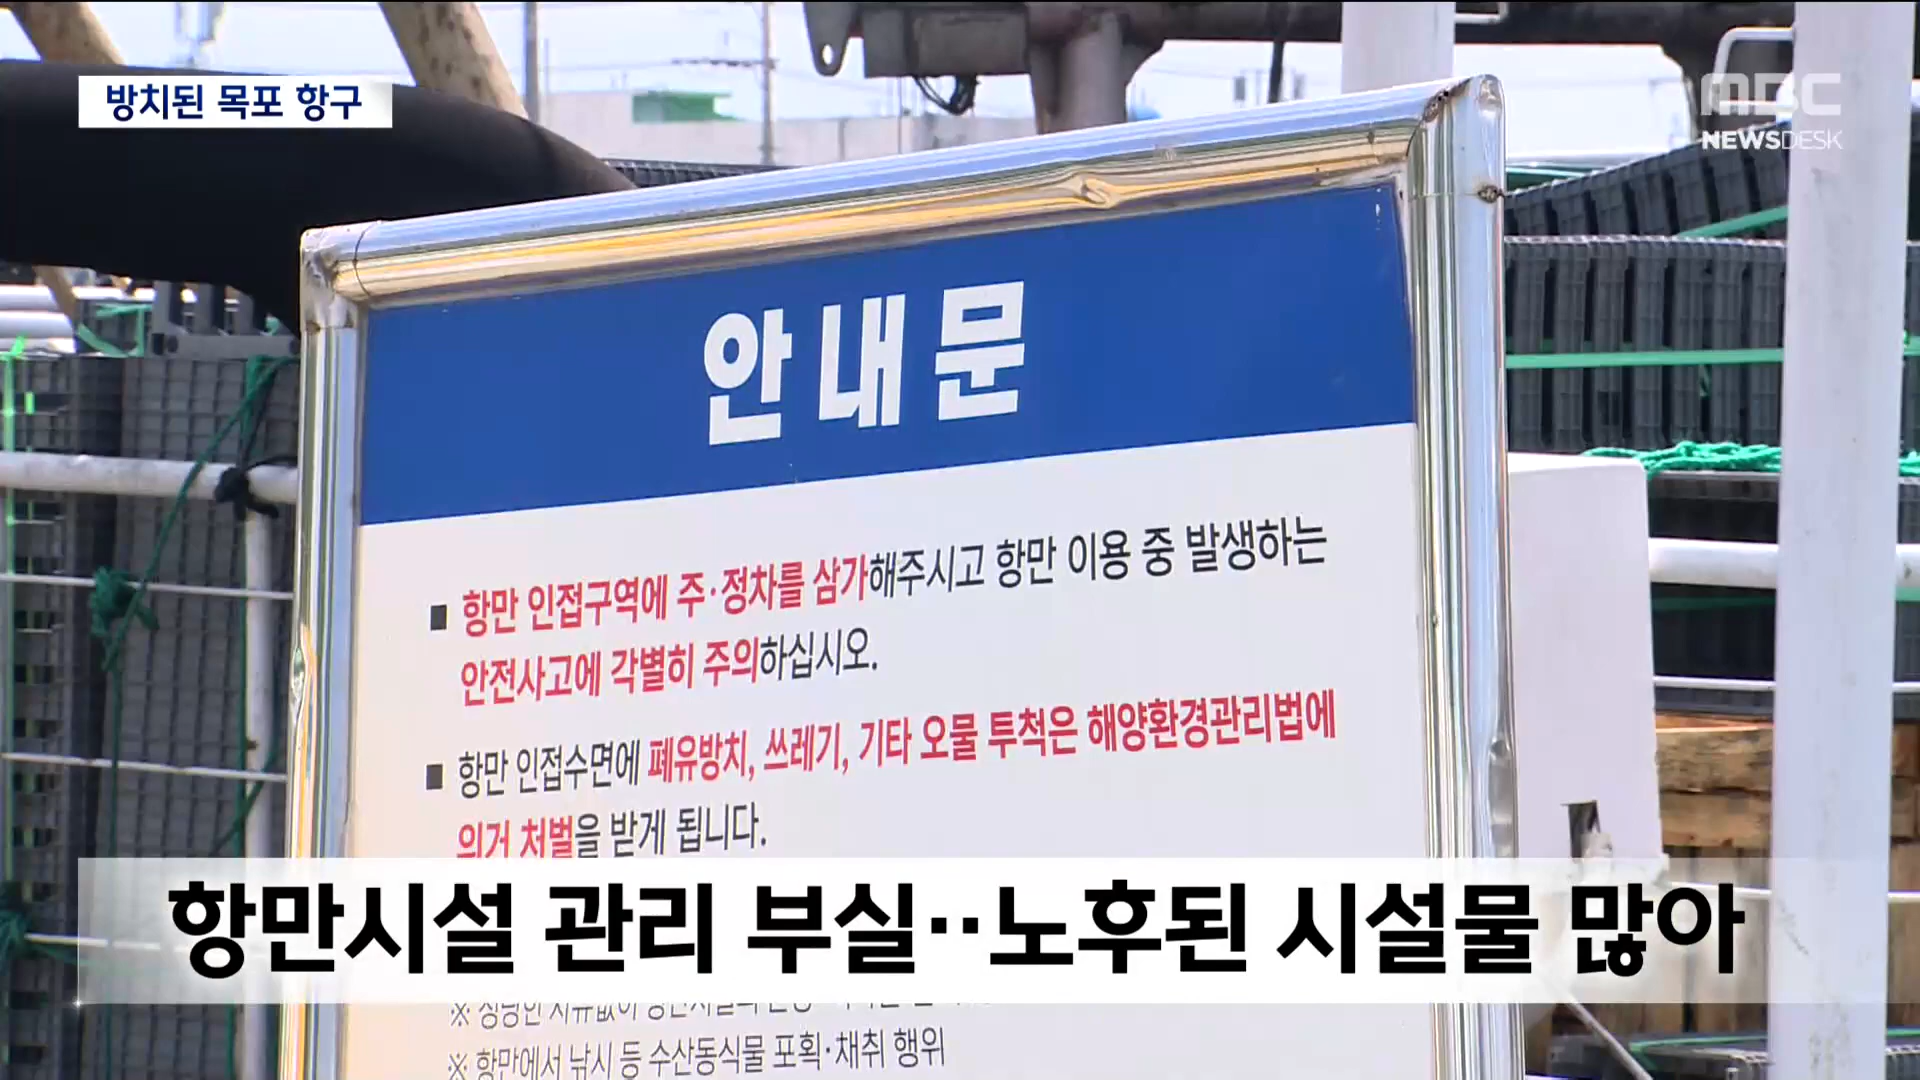 방치된 목포 항구
MBC
NEWSDESK
안내문
■ 항만 인접구역에 주·정차를 삼가해주시고 항만 이용 중 발생하는
안전사고에 각별히 주의하십시오.
■ 항만 인접수면에 폐유방치, 쓰레기, 기타 오물 투척은 해양환경관리법에
의거 처벌을 받게 됩니다.
항만시설 관리 부실··노후된 시설물 많아
※ 항만에서 낚시 등 수산동식물 포획·채취 행위